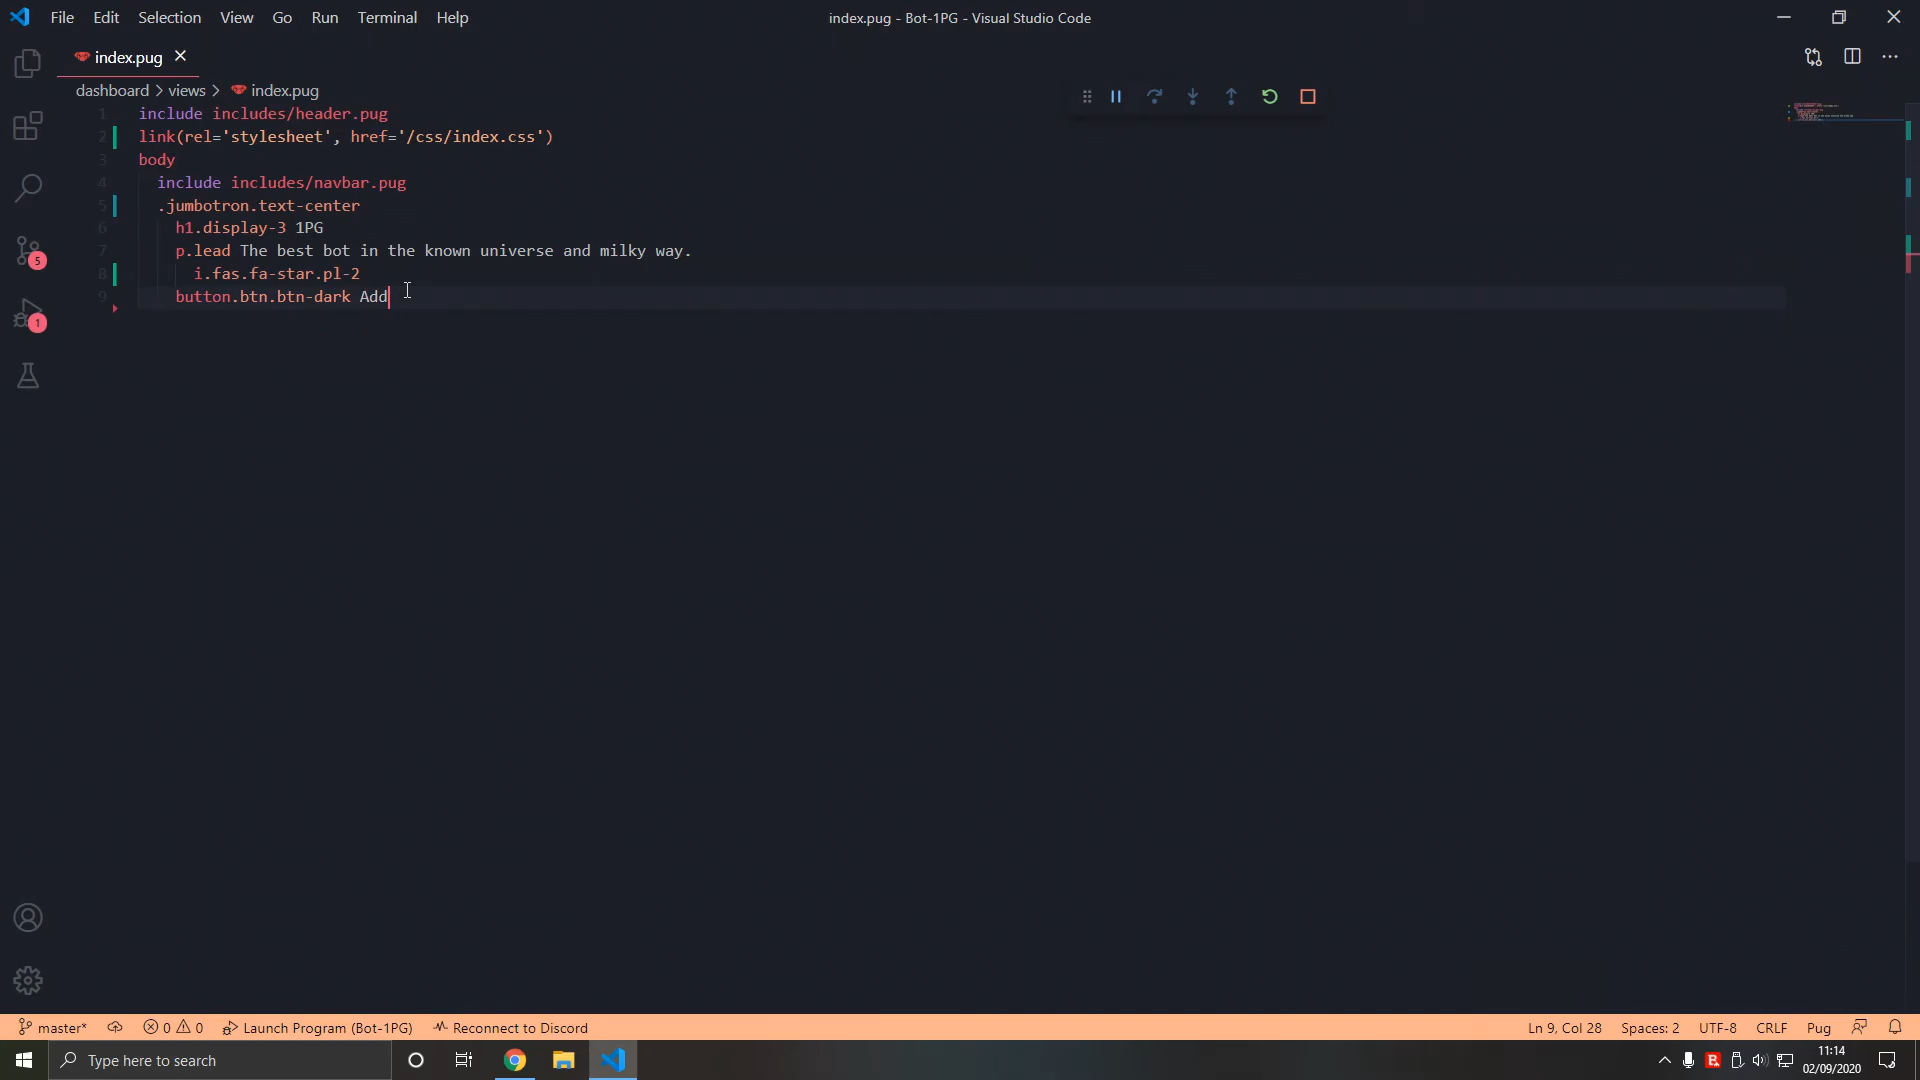 File Edit Selection View Go Run Terminal Help
index.pug - Bot-1PG - Visual Studio Code
index.pug
dashboard > views > index.pug
1 include includes/header.pug
2 link(rel='stylesheet', href='/css/index.css')
3 body
4 include includes/navbar.pug
5 .jumbotron.text-center
6 h1.display-3 1PG
7 p.lead The best bot in the known universe and milky way.
8 i.fas.fa-star.pl-2
9 button.btn.btn-dark Add
5
1
master* 0 0 Launch Program (Bot-1PG) Reconnect to Discord Ln 9, Col 28 Spaces: 2 UTF-8 CRLF Pug
Type here to search
11:14
02/09/2020